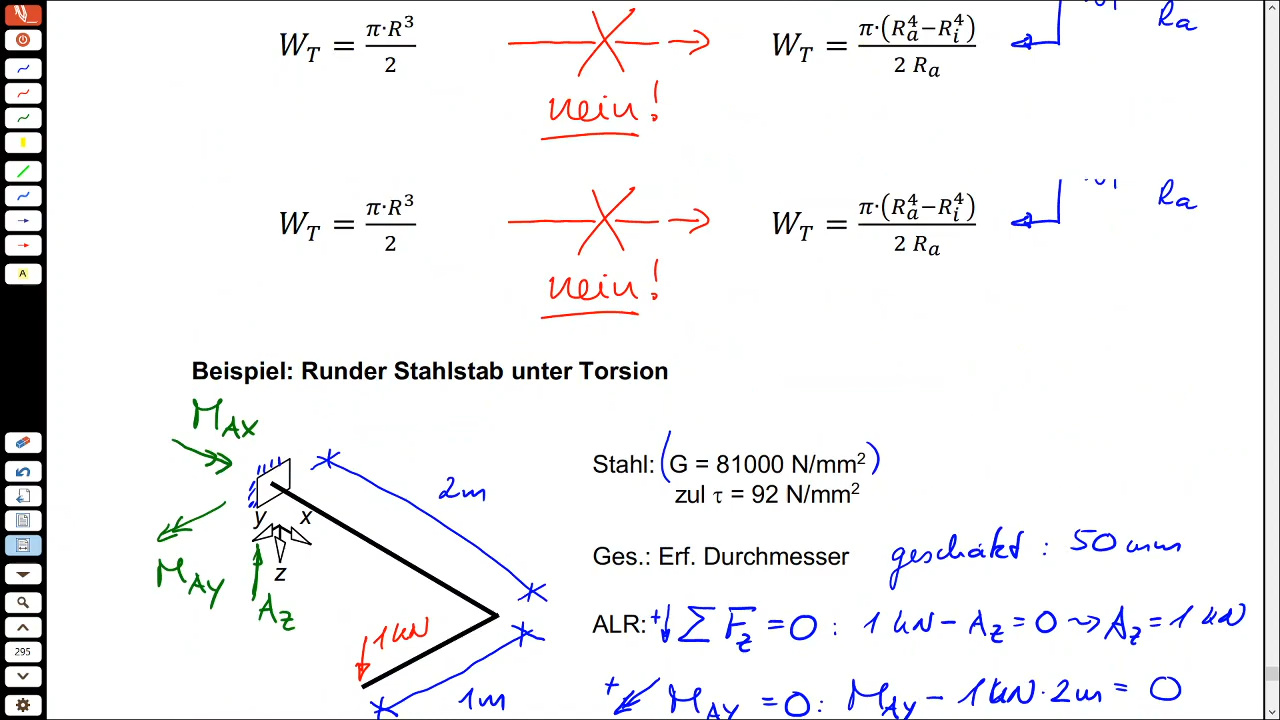 W_T = π·R³/2 nein! W_T = π·(R_a⁴−R_i⁴)/(2 R_a) R_a
W_T = π·R³/2 nein! W_T = π·(R_a⁴−R_i⁴)/(2 R_a) R_a
Beispiel: Runder Stahlstab unter Torsion
M_AX
2m
y x
z
M_AY
A_z
1kN
1m
Stahl: (G = 81000 N/mm²)
zul τ = 92 N/mm²
Ges.: Erf. Durchmesser geschätzt : 50 mm
ALR: +↓ ∑ F_z = 0 : 1 kN − A_z = 0 ⇝ A_z = 1 kN
+↙ M_AY = 0 : M_AY − 1kN·2m = 0
A
295